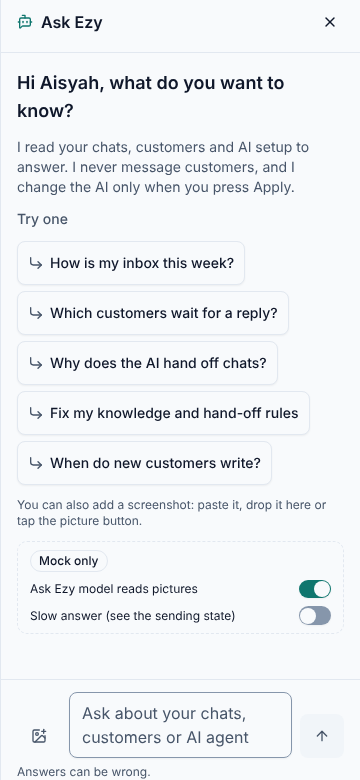 Ask Ezy
Hi Aisyah, what do you want to
know?
I read your chats, customers and AI setup to
answer. I never message customers, and I
change the AI only when you press Apply.
Try one
How is my inbox this week?
Which customers wait for a reply?
Why does the AI hand off chats?
Fix my knowledge and hand-off rules
When do new customers write?
You can also add a screenshot: paste it, drop it here or
tap the picture button.
Mock only
Ask Ezy model reads pictures
Slow answer (see the sending state)
Ask about your chats,
customers or AI agent
Answers can be wrong.